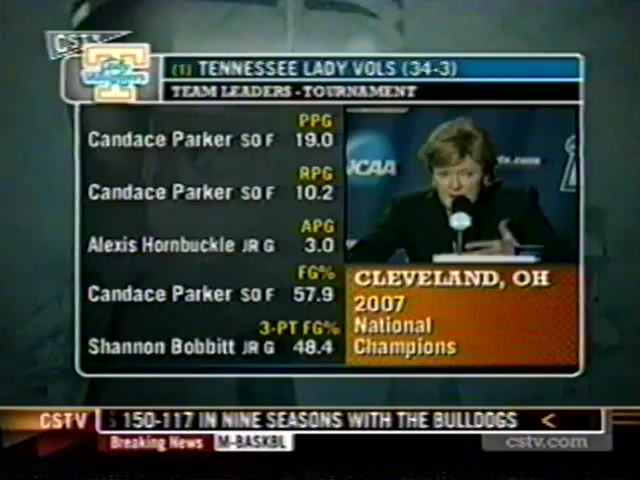 CSTV
(1) TENNESSEE LADY VOLS (34-3)
TEAM LEADERS - TOURNAMENT
PPG
Candace Parker SO F 19.0
RPG
Candace Parker SO F 10.2
APG
Alexis Hornbuckle JR G 3.0
FG%
Candace Parker SO F 57.9
3-PT FG%
Shannon Bobbitt JR G 48.4
NCAA
CLEVELAND, OH
2007
National
Champions
CSTV 150-117 IN NINE SEASONS WITH THE BULLDOGS <
Breaking News M-BASKBL cstv.com